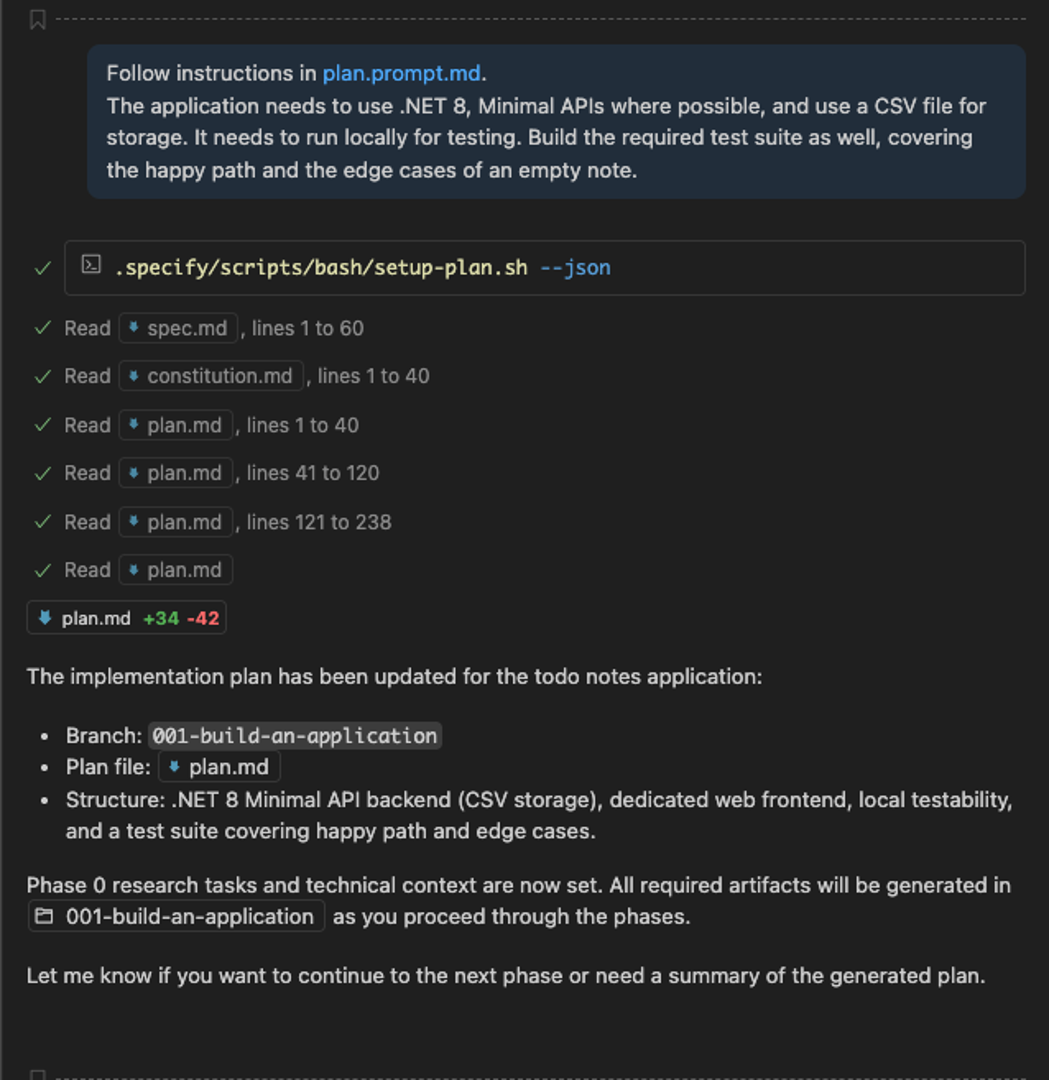 Follow instructions in plan.prompt.md.
The application needs to use .NET 8, Minimal APIs where possible, and use a CSV file for
storage. It needs to run locally for testing. Build the required test suite as well, covering
the happy path and the edge cases of an empty note.
.specify/scripts/bash/setup-plan.sh --json
Read spec.md , lines 1 to 60
Read constitution.md , lines 1 to 40
Read plan.md , lines 1 to 40
Read plan.md , lines 41 to 120
Read plan.md , lines 121 to 238
Read plan.md
plan.md +34 -42
The implementation plan has been updated for the todo notes application:
• Branch: 001-build-an-application
• Plan file: plan.md
• Structure: .NET 8 Minimal API backend (CSV storage), dedicated web frontend, local testability,
and a test suite covering happy path and edge cases.
Phase 0 research tasks and technical context are now set. All required artifacts will be generated in
001-build-an-application as you proceed through the phases.
Let me know if you want to continue to the next phase or need a summary of the generated plan.